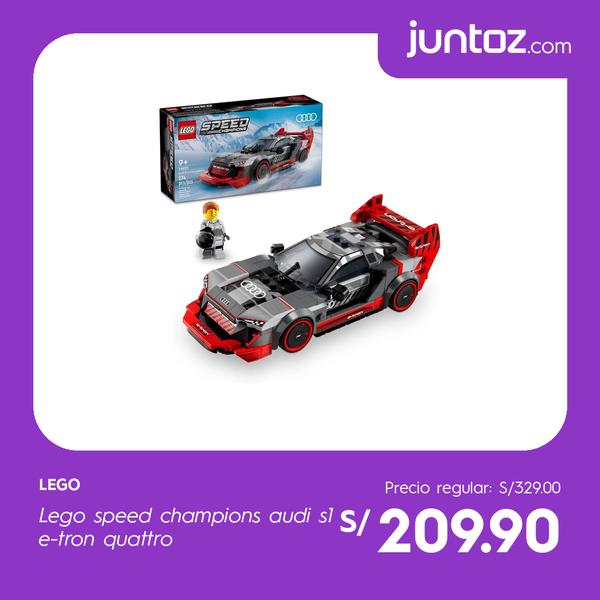 juntoz.com
LEGO
SPEED
CHAMPIONS
9+
LEGO
Precio regular: S/329.00
Lego speed champions audi s1
e-tron quattro
S/ 209.90